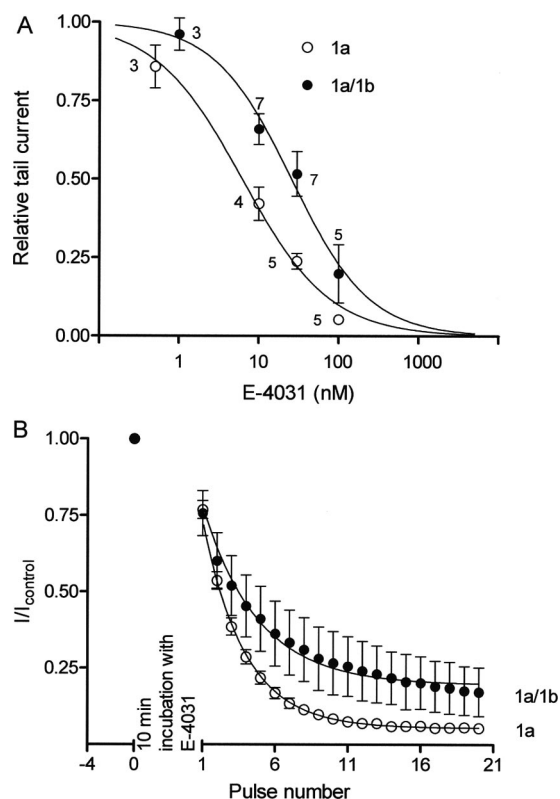 A
1.00
0.75
0.50
0.25
0.00
Relative tail current
3
3
7
4
7
5
5
5
1a
1a/1b
1
10
100
1000
E-4031 (nM)
B
1.00
0.75
0.50
0.25
I/Icontrol
10 min
incubation with
E-4031
1a/1b
1a
-4
0
1
6
11
16
21
Pulse number